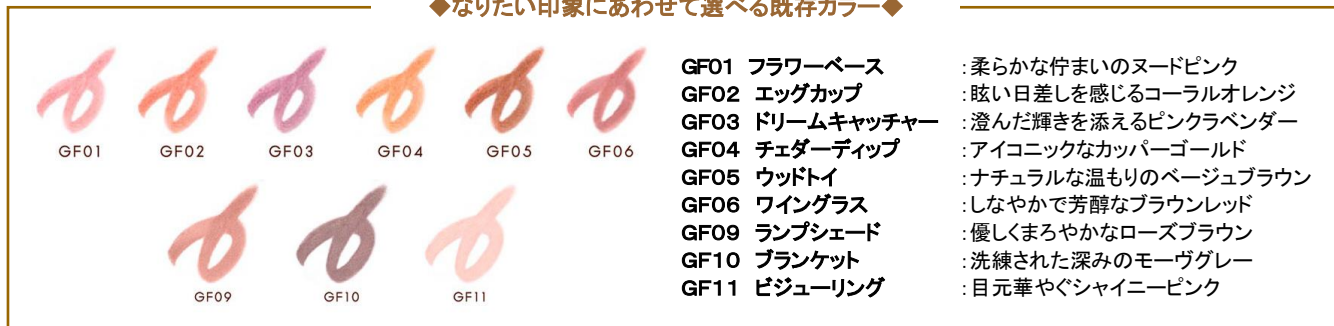 ◆なりたい印象にあわせて選べる既存カラー◆
GF01 GF02 GF03 GF04 GF05 GF06
GF09 GF10 GF11
GF01 フラワーベース :柔らかな佇まいのヌードピンク
GF02 エッグカップ :眩い日差しを感じるコーラルオレンジ
GF03 ドリームキャッチャー :澄んだ輝きを添えるピンクラベンダー
GF04 チェダーディップ :アイコニックなカッパーゴールド
GF05 ウッドトイ :ナチュラルな温もりのベージュブラウン
GF06 ワイングラス :しなやかで芳醇なブラウンレッド
GF09 ランプシェード :優しくまろやかなローズブラウン
GF10 ブランケット :洗練された深みのモーヴグレー
GF11 ビジューリング :目元華やぐシャイニーピンク